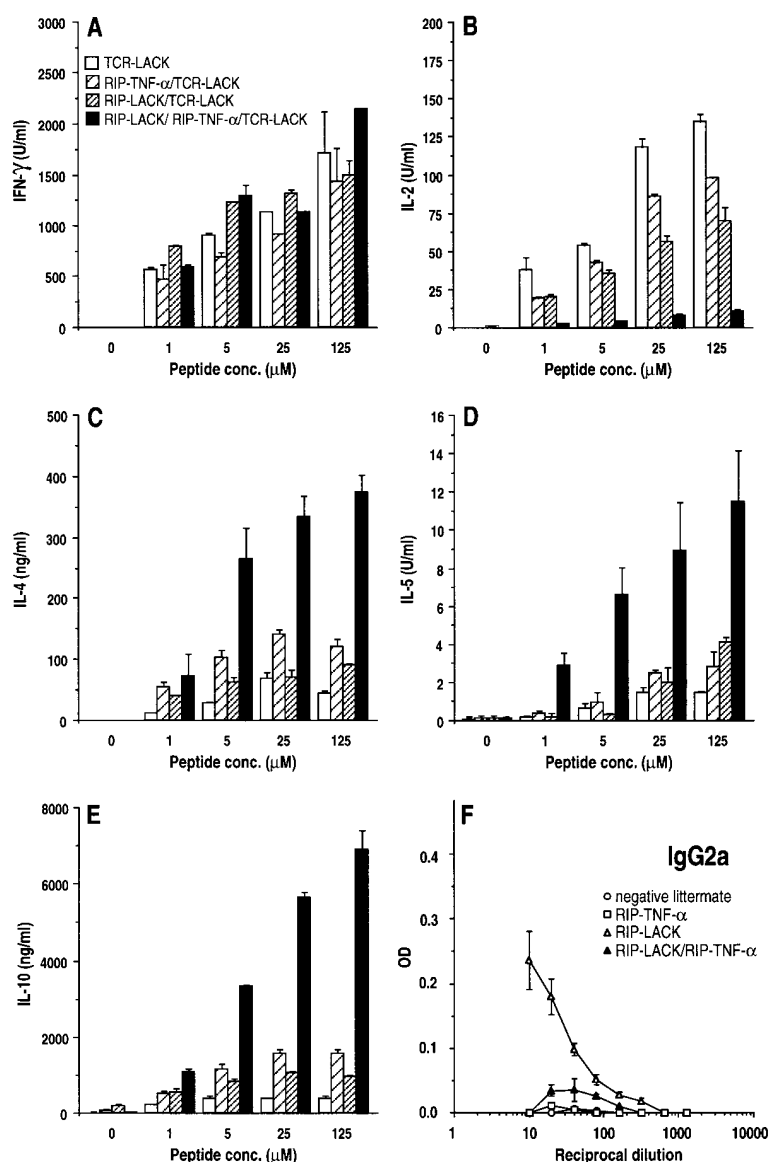 A
3000
2500
2000
1500
1000
500
0
IFN-γ (U/ml)
TCR-LACK
RIP-TNF-α/TCR-LACK
RIP-LACK/TCR-LACK
RIP-LACK/ RIP-TNF-α/TCR-LACK
0 1 5 25 125
Peptide conc. (μM)
B
200
175
150
125
100
75
50
25
0
IL-2 (U/ml)
0 1 5 25 125
Peptide conc. (μM)
C
500
400
300
200
100
0
IL-4 (ng/ml)
0 1 5 25 125
Peptide conc. (μM)
D
16
14
12
10
8
6
4
2
0
IL-5 (U/ml)
0 1 5 25 125
Peptide conc. (μM)
E
8000
6000
4000
2000
0
IL-10 (ng/ml)
0 1 5 25 125
Peptide conc. (μM)
F
IgG2a
0.4
0.3
0.2
0.1
0.0
OD
negative littermate
RIP-TNF-α
RIP-LACK
RIP-LACK/RIP-TNF-α
1 10 100 1000 10000
Reciprocal dilution